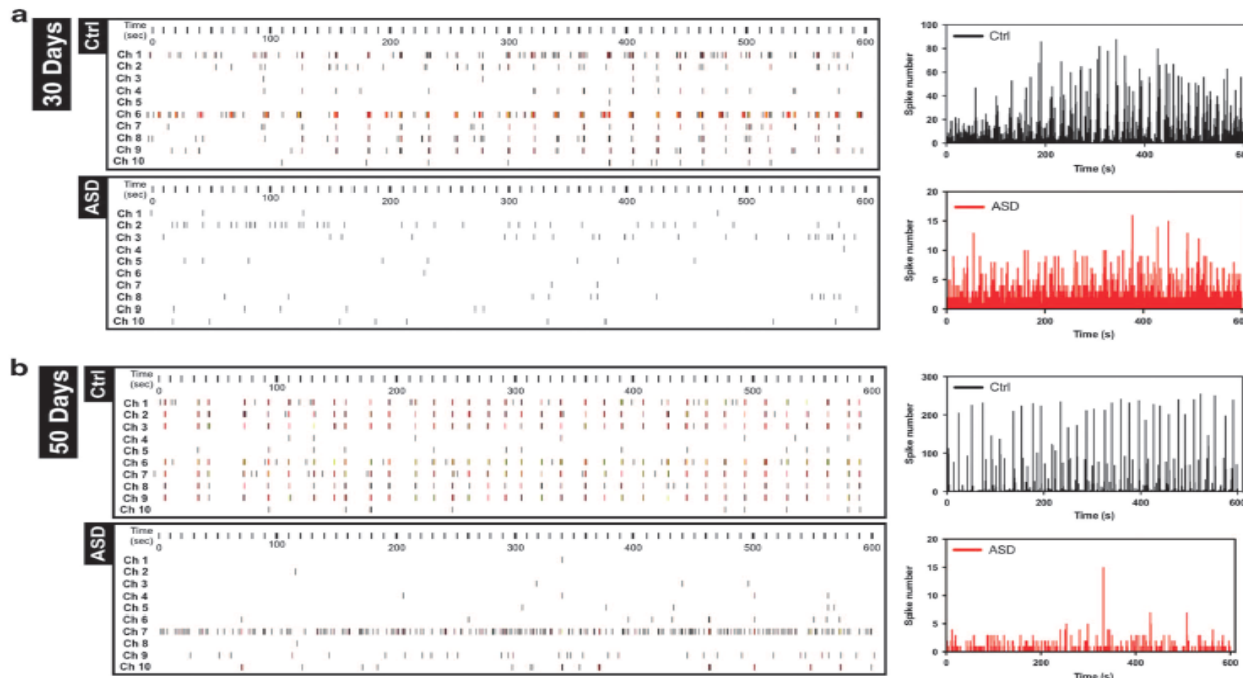 a
30 Days
Ctrl
Time
(sec)
0 100 200 300 400 500 600
Ch 1
Ch 2
Ch 3
Ch 4
Ch 5
Ch 6
Ch 7
Ch 8
Ch 9
Ch 10
Ctrl
Spike number
100
80
60
40
20
0
0 200 400 600
Time (s)
ASD
Time
(sec)
0 100 200 300 400 500 600
Ch 1
Ch 2
Ch 3
Ch 4
Ch 5
Ch 6
Ch 7
Ch 8
Ch 9
Ch 10
ASD
Spike number
20
15
10
5
0
0 200 400 600
Time (s)
b
50 Days
Ctrl
Time
(sec)
0 100 200 300 400 500 600
Ch 1
Ch 2
Ch 3
Ch 4
Ch 5
Ch 6
Ch 7
Ch 8
Ch 9
Ch 10
Ctrl
Spike number
300
200
100
0
0 200 400 600
Time (s)
ASD
Time
(sec)
0 100 200 300 400 500 600
Ch 1
Ch 2
Ch 3
Ch 4
Ch 5
Ch 6
Ch 7
Ch 8
Ch 9
Ch 10
ASD
Spike number
20
15
10
5
0
0 200 400 600
Time (s)